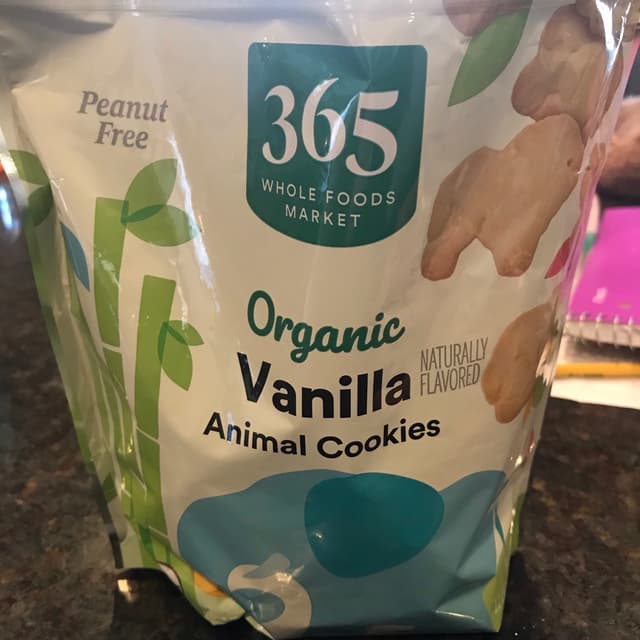 Peanut
Free
365
WHOLE FOODS
MARKET
Organic
Vanilla
NATURALLY
FLAVORED
Animal Cookies